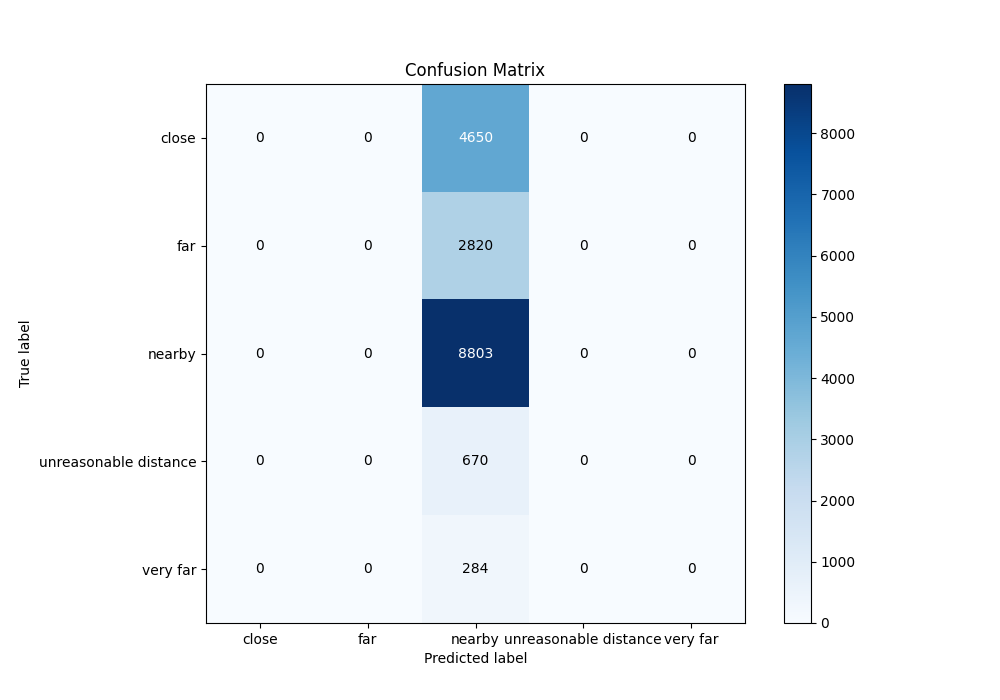 Confusion Matrix
close 0 0 4650 0 0
far 0 0 2820 0 0
nearby 0 0 8803 0 0
unreasonable distance 0 0 670 0 0
very far 0 0 284 0 0
close far nearby unreasonable distance very far
Predicted label
True label
8000
7000
6000
5000
4000
3000
2000
1000
0